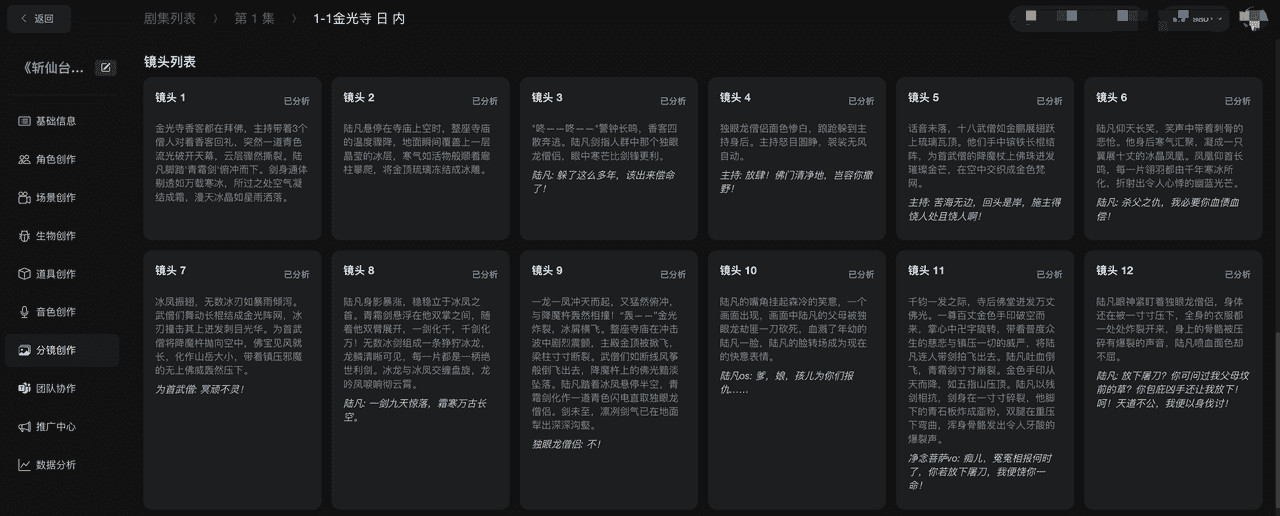 返回
剧集列表 〉 第 1 集 〉 1-1金光寺 日 内
《斩仙台...
基础信息
角色创作
场景创作
生物创作
道具创作
音色创作
分镜创作
团队协作
推广中心
数据分析
镜头列表
镜头 1
已分析
金光寺香客都在拜佛，主持带着3个
僧人对着香客回礼，突然一道青色
流光破开天幕，云层骤然撕裂。陆
凡脚踏'青霜剑'俯冲而下。剑身通体
剔透如万载寒冰，所过之处空气凝
结成霜，漫天冰晶如星雨洒落。
镜头 2
已分析
陆凡悬停在寺庙上空时，整座寺庙
的温度骤降，地面瞬间覆盖上一层
晶莹的冰层，寒气如活物般顺着廊
柱攀爬，将金顶琉璃冻结成冰雕。
镜头 3
已分析
"咚——咚——"警钟长鸣，香客四
散奔逃。陆凡剑指人群中那个独眼
龙僧侣，眼中寒芒比剑锋更利。
陆凡: 躲了这么多年，该出来偿命
了！
镜头 4
已分析
独眼龙僧侣面色惨白，踉跄躲到主
持身后。主持怒目圆睁，袈裟无风
自动。
主持: 放肆！佛门清净地，岂容你撒
野！
镜头 5
已分析
话音未落，十八武僧如金鹏展翅跃
上琉璃瓦顶。他们手中镔铁长棍结
阵，为首武僧的降魔杖上佛珠迸发
璀璨金芒，在空中交织成金色梵
网。
主持: 苦海无边，回头是岸，施主得
饶人处且饶人啊！
镜头 6
已分析
陆凡仰天长笑，笑声中带着刺骨的
悲怆。他身后寒气汇聚，凝成一只
翼展十丈的冰晶凤凰。凤凰仰首长
鸣，每一片翎羽都由千年寒冰所
化，折射出令人心悸的幽蓝光芒。
陆凡: 杀父之仇，我必要你血债血
偿！
镜头 7
已分析
冰凤振翅，无数冰刃如暴雨倾泻。
武僧们舞动长棍结成金光阵网，冰
刃撞击其上迸发刺目光华。为首武
僧将降魔杵抛向空中，佛宝见风就
长，化作山岳大小，带着镇压邪魔
的无上佛威轰然压下。
为首武僧: 冥顽不灵！
镜头 8
已分析
陆凡身影暴涨，稳稳立于冰凤之
首。青霜剑悬浮在他双掌之间，随
着他双臂展开，一剑化千，千剑化
万！无数冰剑组成一条狰狞冰龙，
龙鳞清晰可见，每一片都是一柄绝
世利剑。冰龙与冰凤交缠盘旋，龙
吟凤唳响彻云霄。
陆凡: 一剑九天惊落，霜寒万古长
空。
镜头 9
已分析
一龙一凤冲天而起，又猛然俯冲，
与降魔杵轰然相撞！"轰——"金光
炸裂，冰屑横飞。整座寺庙在冲击
波中剧烈震颤，主殿金顶被掀飞，
梁柱寸寸断裂。武僧们如断线风筝
般倒飞出去，降魔杵上的佛光黯淡
坠落。陆凡踏着冰凤悬停半空，青
霜剑化作一道青色闪电直取独眼龙
僧侣。剑未至，凛冽剑气已在地面
犁出深深沟壑。
独眼龙僧侣: 不！
镜头 10
已分析
陆凡的嘴角挂起森冷的笑意，一个
画面出现，画面中陆凡的父母被独
眼龙劫匪一刀砍死，血溅了年幼的
陆凡一脸，陆凡的脸转场成为现在
的快意表情。
陆凡os: 爹，娘，孩儿为你们报
仇……
镜头 11
已分析
千钧一发之际，寺后佛堂迸发万丈
佛光。一尊百丈金色手印破空而
来，掌心中卍字旋转，带着普度众
生的慈悲与镇压一切的威严，将陆
凡连人带剑拍飞出去。陆凡吐血倒
飞，青霜剑寸寸崩裂。金色手印从
天而降，如五指山压顶。陆凡以残
剑相抗，剑身在一寸寸碎裂，他脚
下的青石板炸成齑粉，双腿在重压
下弯曲，浑身骨骼发出令人牙酸的
爆裂声。
净念菩萨vo: 痴儿，冤冤相报何时
了，你若放下屠刀，我便饶你一
命！
镜头 12
已分析
陆凡眼神紧盯着独眼龙僧侣，身体
还在被一寸寸压下，全身的衣服都
一处处炸裂开来，身上的骨骼被压
碎有爆裂的声音，陆凡喷血面色却
不屈。
陆凡: 放下屠刀？你可问过我父母坟
前的草？你包庇凶手还让我放下！
呵！天道不公，我便以身伐讨！